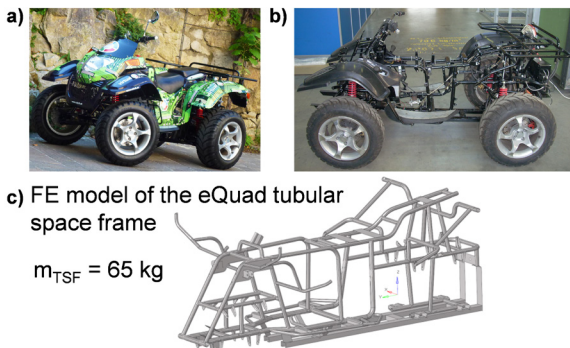 a)
b)
c) FE model of the eQuad tubular
space frame
m_TSF = 65 kg